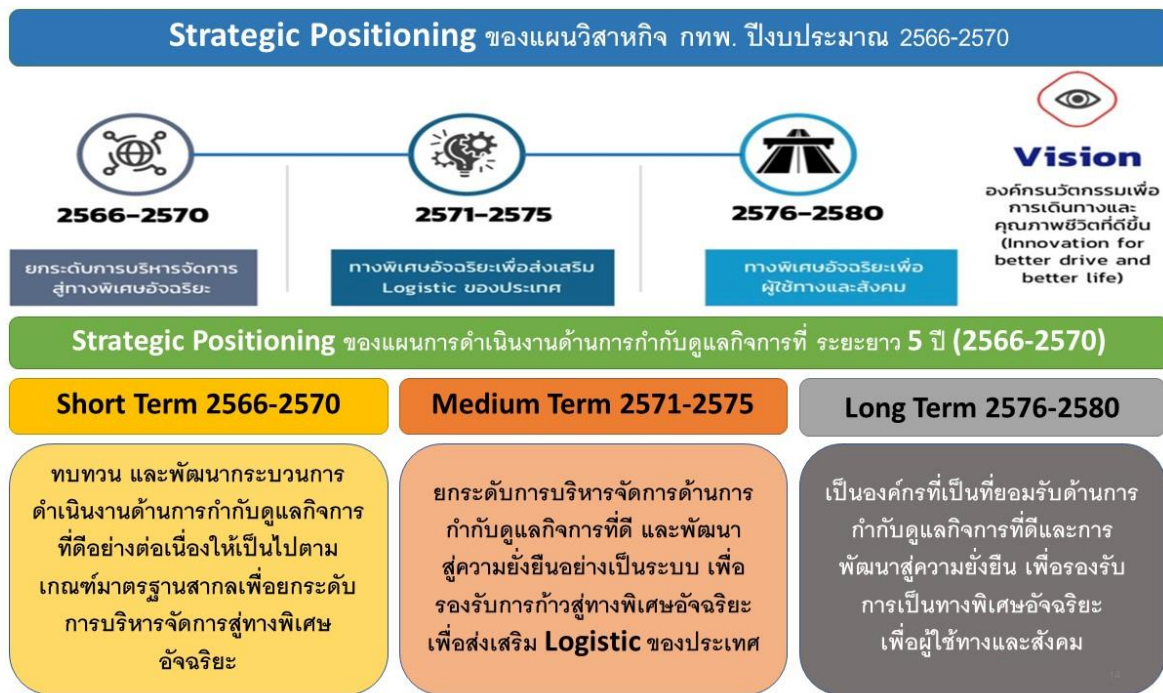 Strategic Positioning ของแผนวิสาหกิจ กทพ. ปีงบประมาณ 2566-2570
2566-2570
ยกระดับการบริหารจัดการ
สู่ทางพิเศษอัจฉริยะ
2571-2575
ทางพิเศษอัจฉริยะเพื่อส่งเสริม
Logistic ของประเทศ
2576-2580
ทางพิเศษอัจฉริยะเพื่อ
ผู้ใช้ทางและสังคม
Vision
องค์กรนวัตกรรมเพื่อ
การเดินทางและ
คุณภาพชีวิตที่ดีขึ้น
(Innovation for
better drive and
better life)
Strategic Positioning ของแผนการดำเนินงานด้านการกำกับดูแลกิจการที่ ระยะยาว 5 ปี (2566-2570)
Short Term 2566-2570
ทบทวน และพัฒนากระบวนการ
ดำเนินงานด้านการกำกับดูแลกิจการ
ที่ดีอย่างต่อเนื่องให้เป็นไปตาม
เกณฑ์มาตรฐานสากลเพื่อยกระดับ
การบริหารจัดการสู่ทางพิเศษ
อัจฉริยะ
Medium Term 2571-2575
ยกระดับการบริหารจัดการด้านการ
กำกับดูแลกิจการที่ดี และพัฒนา
สู่ความยั่งยืนอย่างเป็นระบบ เพื่อ
รองรับการก้าวสู่ทางพิเศษอัจฉริยะ
เพื่อส่งเสริม Logistic ของประเทศ
Long Term 2576-2580
เป็นองค์กรที่เป็นที่ยอมรับด้านการ
กำกับดูแลกิจการที่ดีและการ
พัฒนาสู่ความยั่งยืน เพื่อรองรับ
การเป็นทางพิเศษอัจฉริยะ
เพื่อผู้ใช้ทางและสังคม